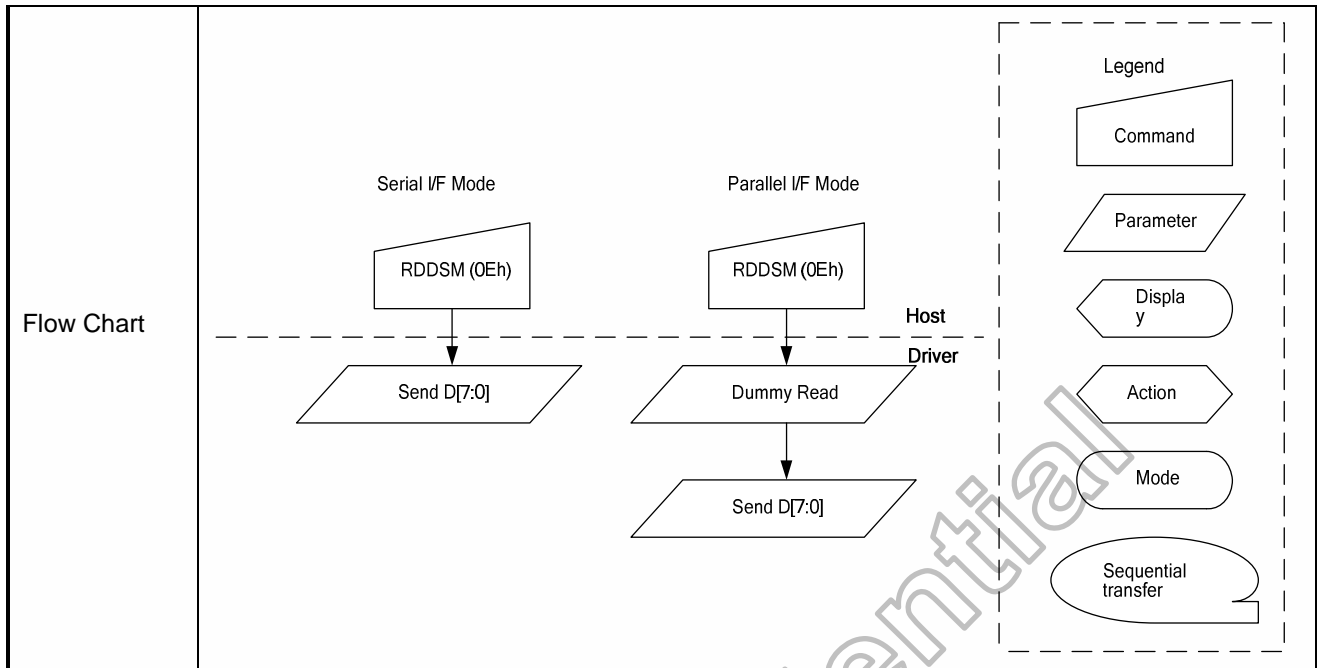 Flow Chart
Serial I/F Mode
RDDSM (0Eh)
Send D[7:0]
Parallel I/F Mode
RDDSM (0Eh)
Dummy Read
Send D[7:0]
Host
Driver
Legend
Command
Parameter
Displa
y
Action
Mode
Sequential
transfer